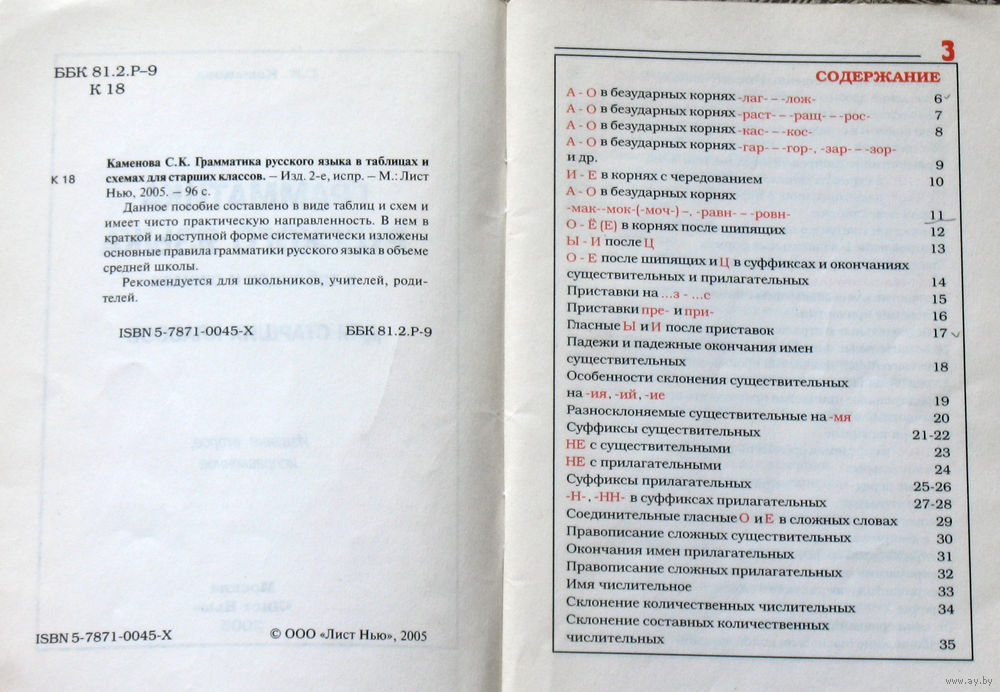 ББК 81.2.Р–9
К 18
Каменова С.К. Грамматика русского языка в таблицах и
К 18 схемах для старших классов. — Изд. 2-е, испр. — М.: Лист
Нью, 2005. — 96 с.
Данное пособие составлено в виде таблиц и схем и
имеет чисто практическую направленность. В нем в
краткой и доступной форме систематически изложены
основные правила грамматики русского языка в объеме
средней школы.
Рекомендуется для школьников, учителей, роди-
телей.
ISBN 5-7871-0045-X ББК 81.2.Р-9
ISBN 5-7871-0045-X © ООО «Лист Нью», 2005
3
СОДЕРЖАНИЕ
А - О в безударных корнях -лаг- – -лож- 6
А - О в безударных корнях -раст- – -ращ- – -рос- 7
А - О в безударных корнях -кас- – -кос- 8
А - О в безударных корнях -гар- – -гор-, -зар- – -зор-
и др. 9
И - Е в корнях с чередованием 10
А - О в безударных корнях
-мак--мок-(-моч-) –, -равн- – -ровн- 11
О - Ё (Е) в корнях после шипящих 12
Ы - И после Ц 13
О - Е после шипящих и Ц в суффиксах и окончаниях
существительных и прилагательных 14
Приставки на ...з - ...с 15
Приставки пре- и при- 16
Гласные Ы и И после приставок 17
Падежи и падежные окончания имен
существительных 18
Особенности склонения существительных
на -ия, -ий, -ие 19
Разносклоняемые существительные на -мя 20
Суффиксы существительных 21-22
НЕ с существительными 23
НЕ с прилагательными 24
Суффиксы прилагательных 25-26
-Н-, -НН- в суффиксах прилагательных 27-28
Соединительные гласные О и Е в сложных словах 29
Правописание сложных существительных 30
Окончания имен прилагательных 31
Правописание сложных прилагательных 32
Имя числительное 33
Склонение количественных числительных 34
Склонение составных количественных
числительных 35
www.ay.by